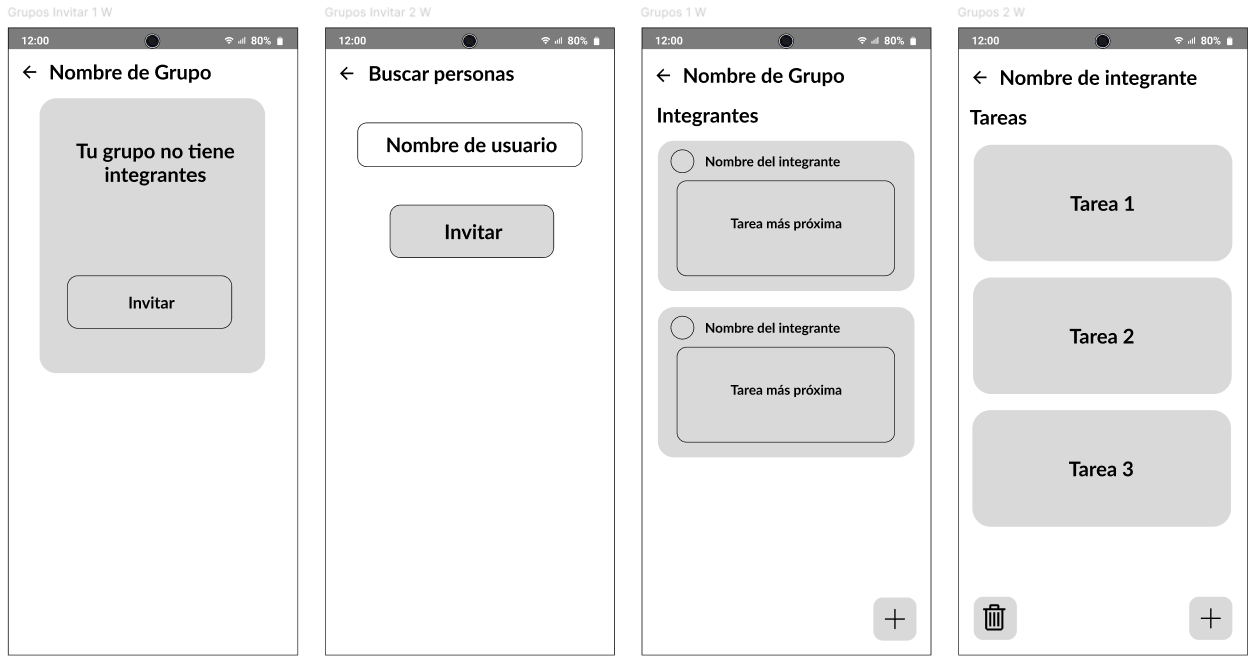 Grupos Invitar 1 W
12:00
80%
Nombre de Grupo
Tu grupo no tiene
integrantes
Invitar
Grupos Invitar 2 W
12:00
80%
Buscar personas
Nombre de usuario
Invitar
Grupos 1 W
12:00
80%
Nombre de Grupo
Integrantes
Nombre del integrante
Tarea más próxima
Nombre del integrante
Tarea más próxima
Grupos 2 W
12:00
80%
Nombre de integrante
Tareas
Tarea 1
Tarea 2
Tarea 3